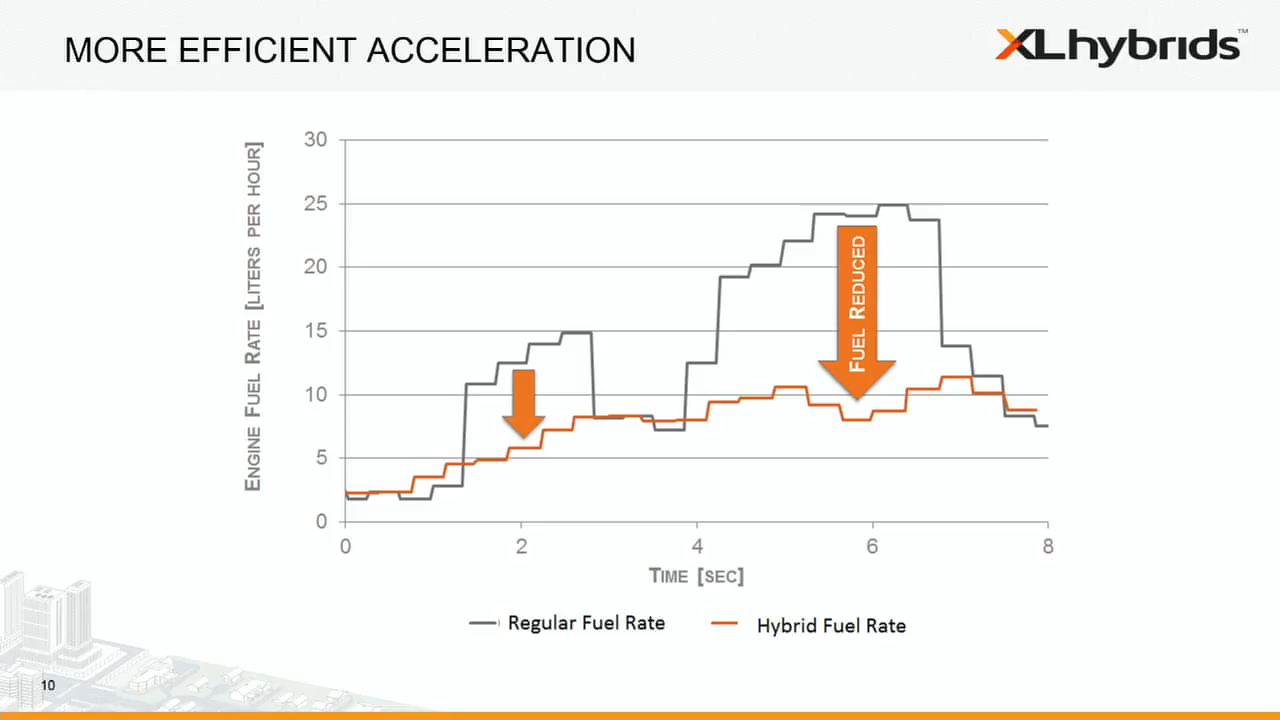 MORE EFFICIENT ACCELERATION
XLhybrids™
ENGINE FUEL RATE [LITERS PER HOUR]
30
25
20
15
10
5
0
FUEL REDUCED
0 2 4 6 8
TIME [SEC]
Regular Fuel Rate Hybrid Fuel Rate
10